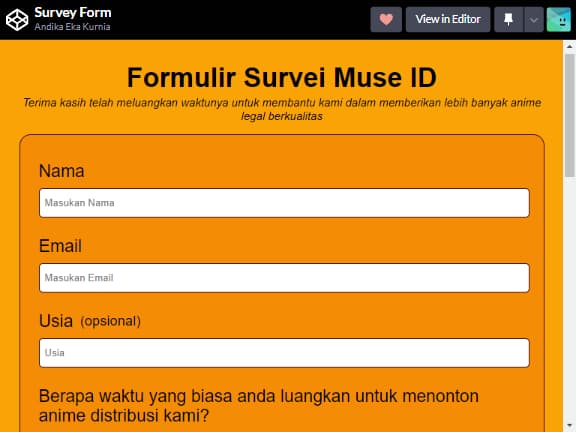 Survey Form
Andika Eka Kurnia
View in Editor
Formulir Survei Muse ID
Terima kasih telah meluangkan waktunya untuk membantu kami dalam memberikan lebih banyak anime
legal berkualitas
Nama
Masukan Nama
Email
Masukan Email
Usia (opsional)
Usia
Berapa waktu yang biasa anda luangkan untuk menonton
anime distribusi kami?